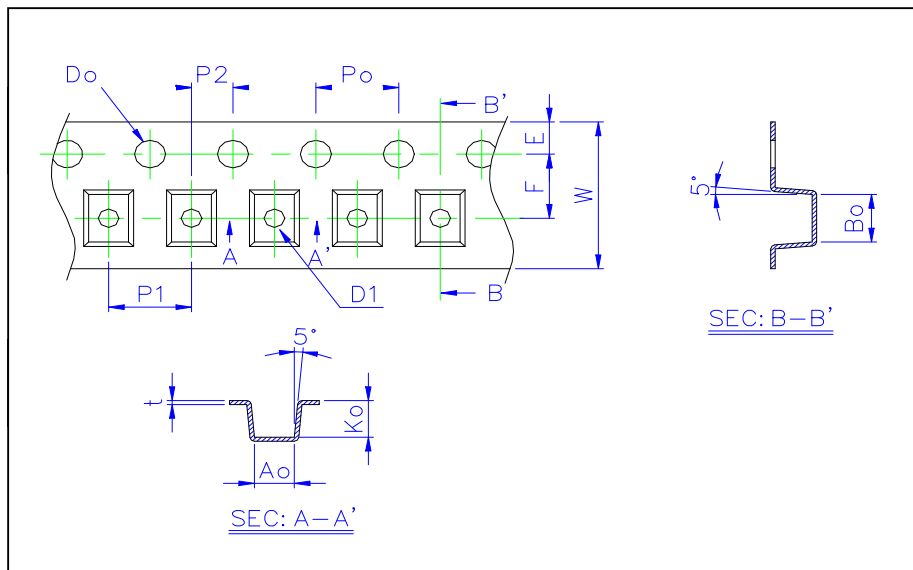 Do
P2
Po
B'
E
F
W
A
A'
P1
D1
B
5°
Bo
SEC: B-B'
5°
t
Ko
Ao
SEC: A-A'